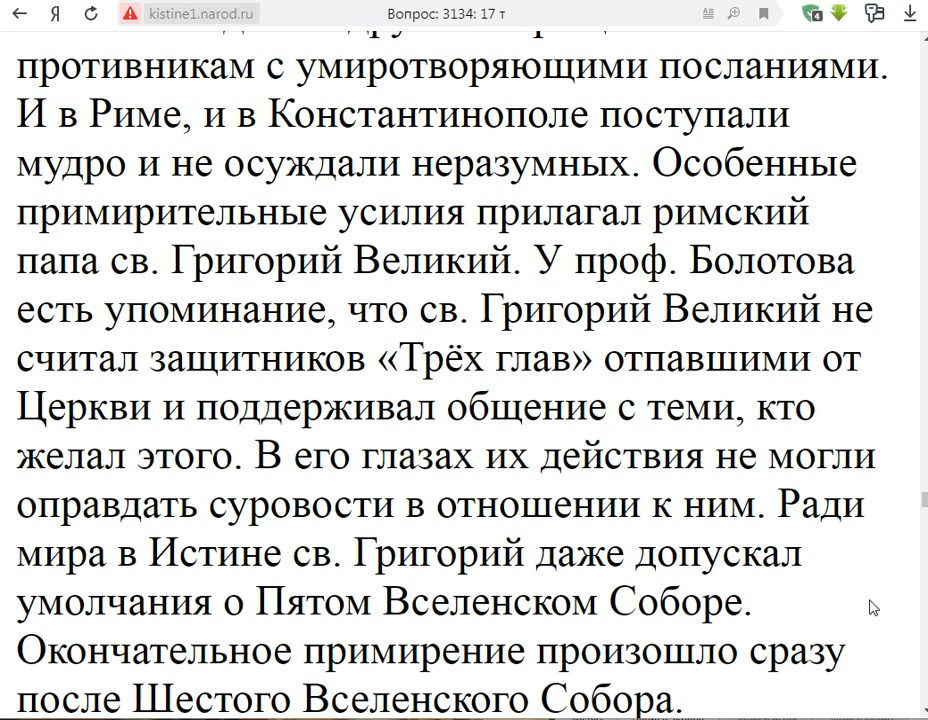 kistine1.narod.ru Вопрос: 3134: 17 т
противникам с умиротворяющими посланиями.
И в Риме, и в Константинополе поступали
мудро и не осуждали неразумных. Особенные
примирительные усилия прилагал римский
папа св. Григорий Великий. У проф. Болотова
есть упоминание, что св. Григорий Великий не
считал защитников «Трёх глав» отпавшими от
Церкви и поддерживал общение с теми, кто
желал этого. В его глазах их действия не могли
оправдать суровости в отношении к ним. Ради
мира в Истине св. Григорий даже допускал
умолчания о Пятом Вселенском Соборе.
Окончательное примирение произошло сразу
после Шестого Вселенского Собора.